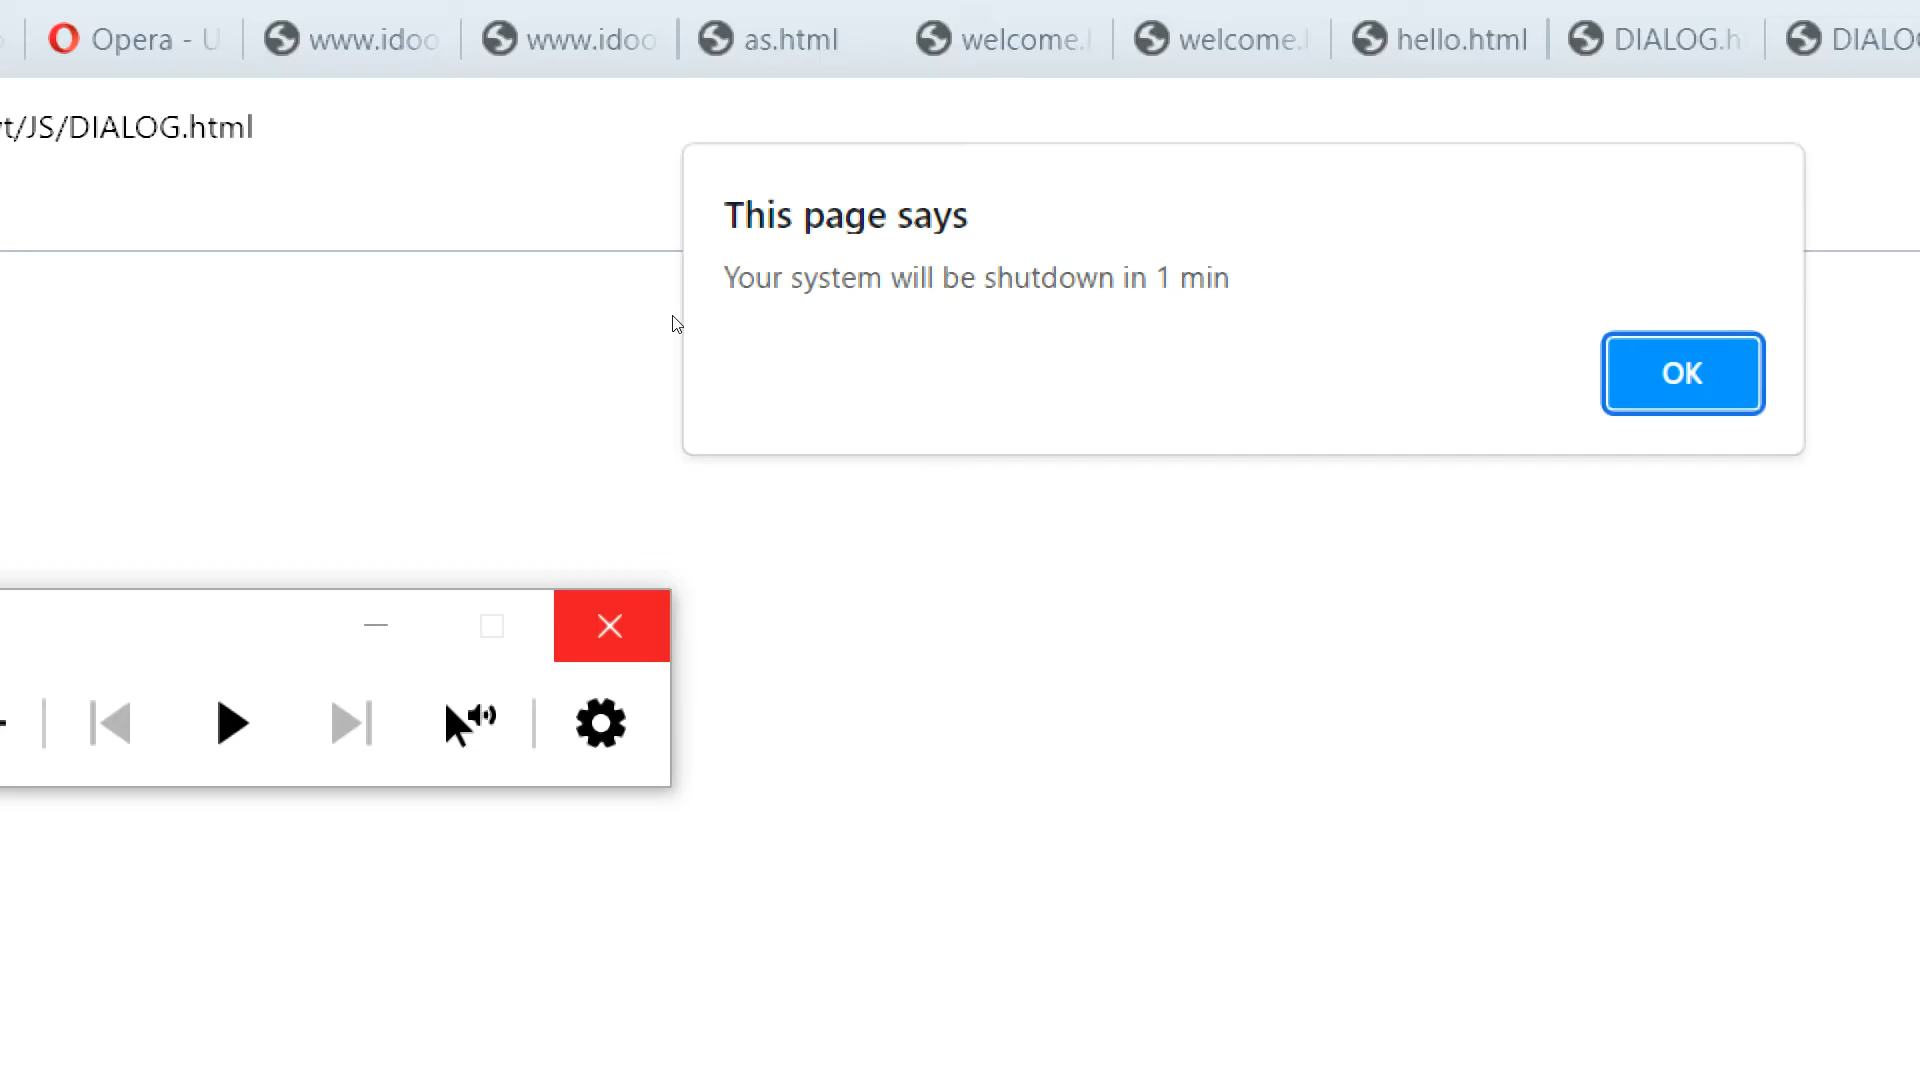 Opera - U
www.idoo
www.idoo
as.html
welcome.
welcome.
hello.html
DIALOG.h
DIALO
t/JS/DIALOG.html
This page says
Your system will be shutdown in 1 min
OK